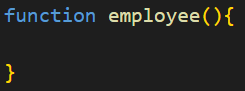 function employee(){
}